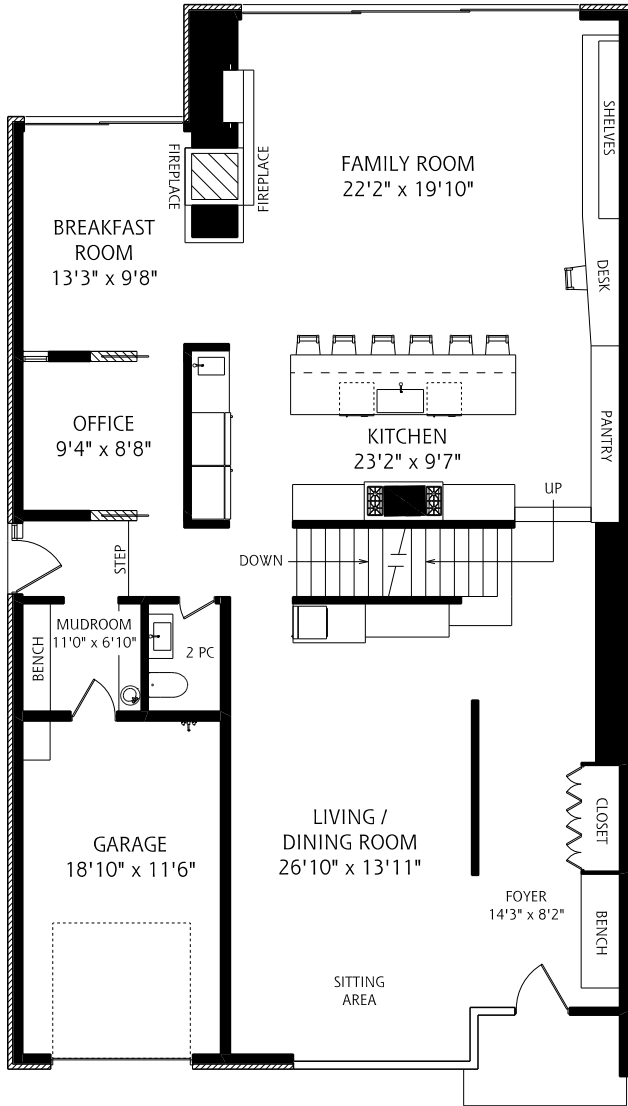 SHELVES
FIREPLACE
FIREPLACE
FAMILY ROOM
22'2" x 19'10"
BREAKFAST
ROOM
13'3" x 9'8"
DESK
OFFICE
9'4" x 8'8"
KITCHEN
23'2" x 9'7"
PANTRY
UP
DOWN
STEP
MUDROOM
11'0" x 6'10"
BENCH
2 PC
LIVING /
DINING ROOM
26'10" x 13'11"
GARAGE
18'10" x 11'6"
CLOSET
FOYER
14'3" x 8'2"
BENCH
SITTING
AREA